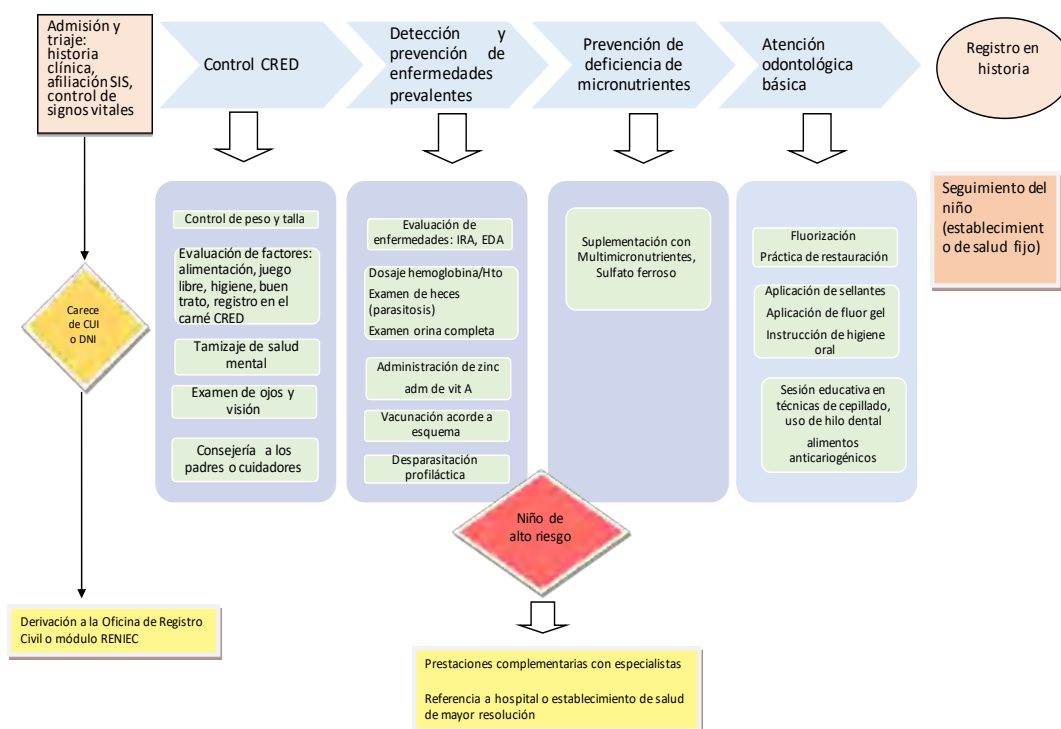 Admisión y
triaje:
historia
clínica,
afiliación SIS,
control de
signos vitales
Control CRED
Detección y
prevención de
enfermedades
prevalentes
Prevención de
deficiencia de
micronutrientes
Atención
odontológica
básica
Registro en
historia
Carece
de CUI
o DNI
Derivación a la Oficina de Registro
Civil o módulo RENIEC
Control de peso y talla
Evaluación de factores:
alimentación, juego
libre, higiene, buen
trato, registro en el
carné CRED
Tamizaje de salud
mental
Examen de ojos y
visión
Consejería a los
padres o cuidadores
Evaluación de
enfermedades: IRA, EDA
Dosaje hemoglobina/Hto
Examen de heces
(parasitosis)
Examen orina completa
Administración de zinc
adm de vit A
Vacunación acorde a
esquema
Desparasitación
profiláctica
Suplementación con
Multimicronutrientes,
Sulfato ferroso
Fluorización
Práctica de restauración
Aplicación de sellantes
Aplicación de fluor gel
Instrucción de higiene
oral
Sesión educativa en
técnicas de cepillado,
uso de hilo dental
alimentos
anticariogénicos
Seguimiento del
niño
(establecimient
o de salud fijo)
Niño de
alto riesgo
Prestaciones complementarias con especialistas
Referencia a hospital o establecimiento de salud
de mayor resolución